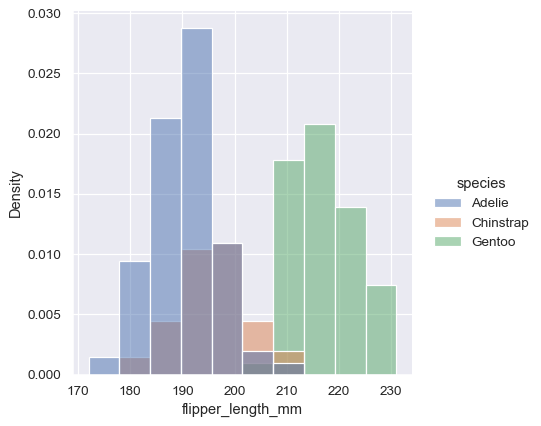 0.030
0.025
0.020
0.015
0.010
0.005
0.000
Density
170 180 190 200 210 220 230
flipper_length_mm
species
Adelie
Chinstrap
Gentoo